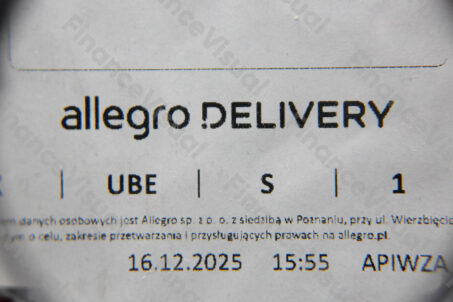 allegro DELIVERY
| UBE | S | 1
danych osobowych jest Allegro sp. z o. o. z siedzibą w Poznaniu, przy ul. Wierzbięcic
o celu, zakresie przetwarzania i przysługujących prawach na allegro.pl.
16.12.2025 15:55 APIWZA